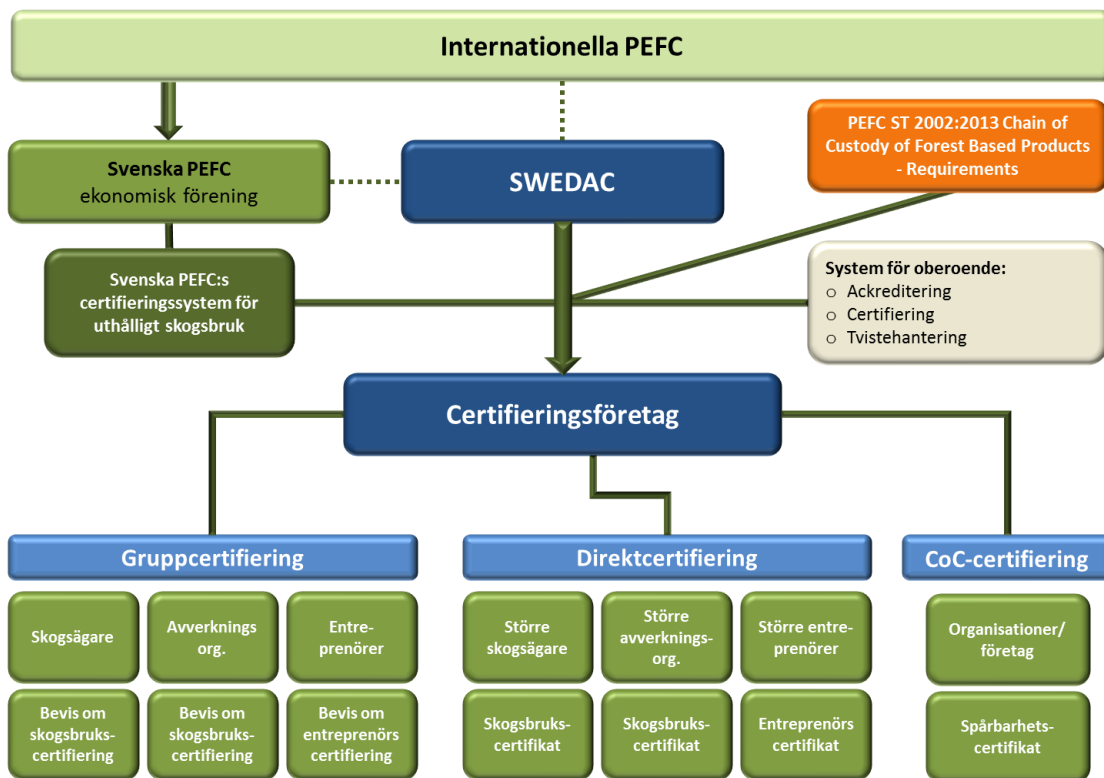 Internationella PEFC
Svenska PEFC
ekonomisk förening
SWEDAC
PEFC ST 2002:2013 Chain of
Custody of Forest Based Products
- Requirements
Svenska PEFC:s
certifieringssystem för
uthålligt skogsbruk
System för oberoende:
o Ackreditering
o Certifiering
o Tvistehantering
Certifieringsföretag
Gruppcertifiering
Direktcertifiering
CoC-certifiering
Skogsägare
Avverknings
org.
Entre-
prenörer
Större
skogsägare
Större
avverknings-
org.
Större entre-
prenörer
Organisationer/
företag
Bevis om
skogsbruks-
certifiering
Bevis om
skogsbruks-
certifiering
Bevis om
entreprenörs
certifiering
Skogsbruks-
certifikat
Skogsbruks-
certifikat
Entreprenörs
certifikat
Spårbarhets-
certifikat